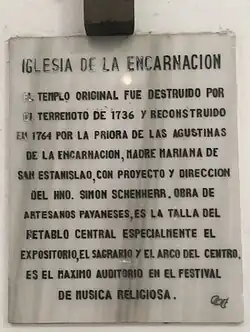 IGLESIA DE LA ENCARNACION
EL TEMPLO ORIGINAL FUE DESTRUIDO POR
EL TERREMOTO DE 1736 Y RECONSTRUIDO
EN 1764 POR LA PRIORA DE LAS AGUSTINAS
DE LA ENCARNACION, MADRE MARIANA DE
SAN ESTANISLAO, CON PROYECTO Y DIRECCION
DEL HNO. SIMON SCHENHERR. OBRA DE
ARTESANOS PAYANESES, ES LA TALLA DEL
RETABLO CENTRAL ESPECIALMENTE EL
EXPOSITORIO, EL SAGRARIO Y EL ARCO DEL CENTRO.
ES EL MAXIMO AUDITORIO EN EL FESTIVAL
DE MUSICA RELIGIOSA.